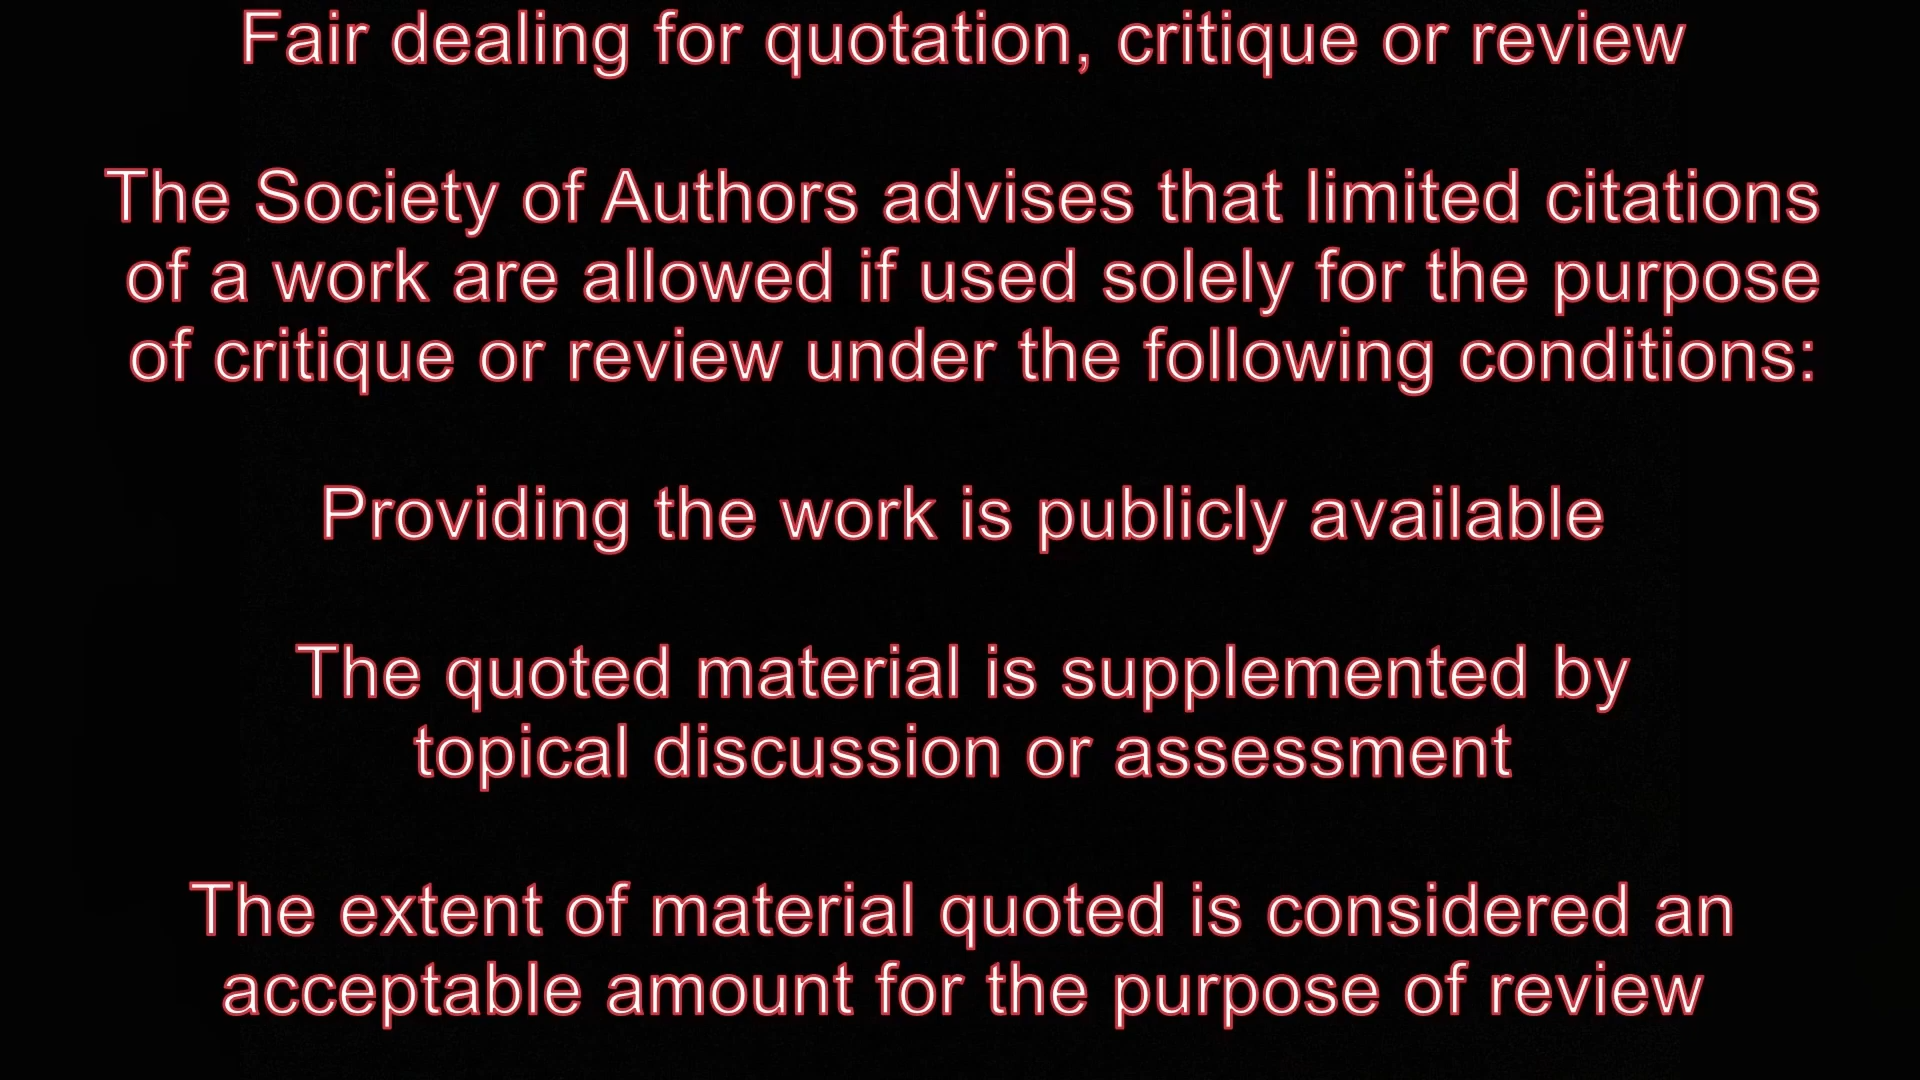 Fair dealing for quotation, critique or review
The Society of Authors advises that limited citations
of a work are allowed if used solely for the purpose
of critique or review under the following conditions:
Providing the work is publicly available
The quoted material is supplemented by
topical discussion or assessment
The extent of material quoted is considered an
acceptable amount for the purpose of review